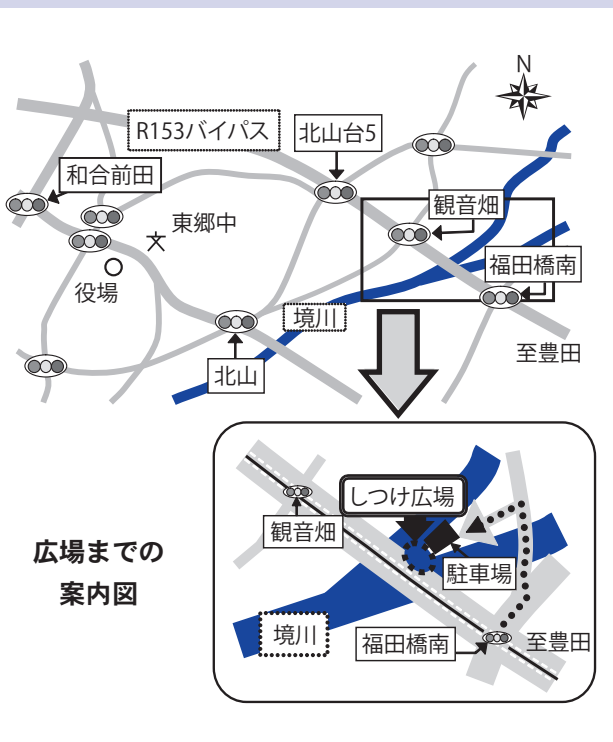 N
R153バイパス
北山台5
和合前田
観音畑
東郷中
福田橋南
役場
境川
至豊田
北山
しつけ広場
観音畑
広場までの
案内図
駐車場
境川
福田橋南
至豊田